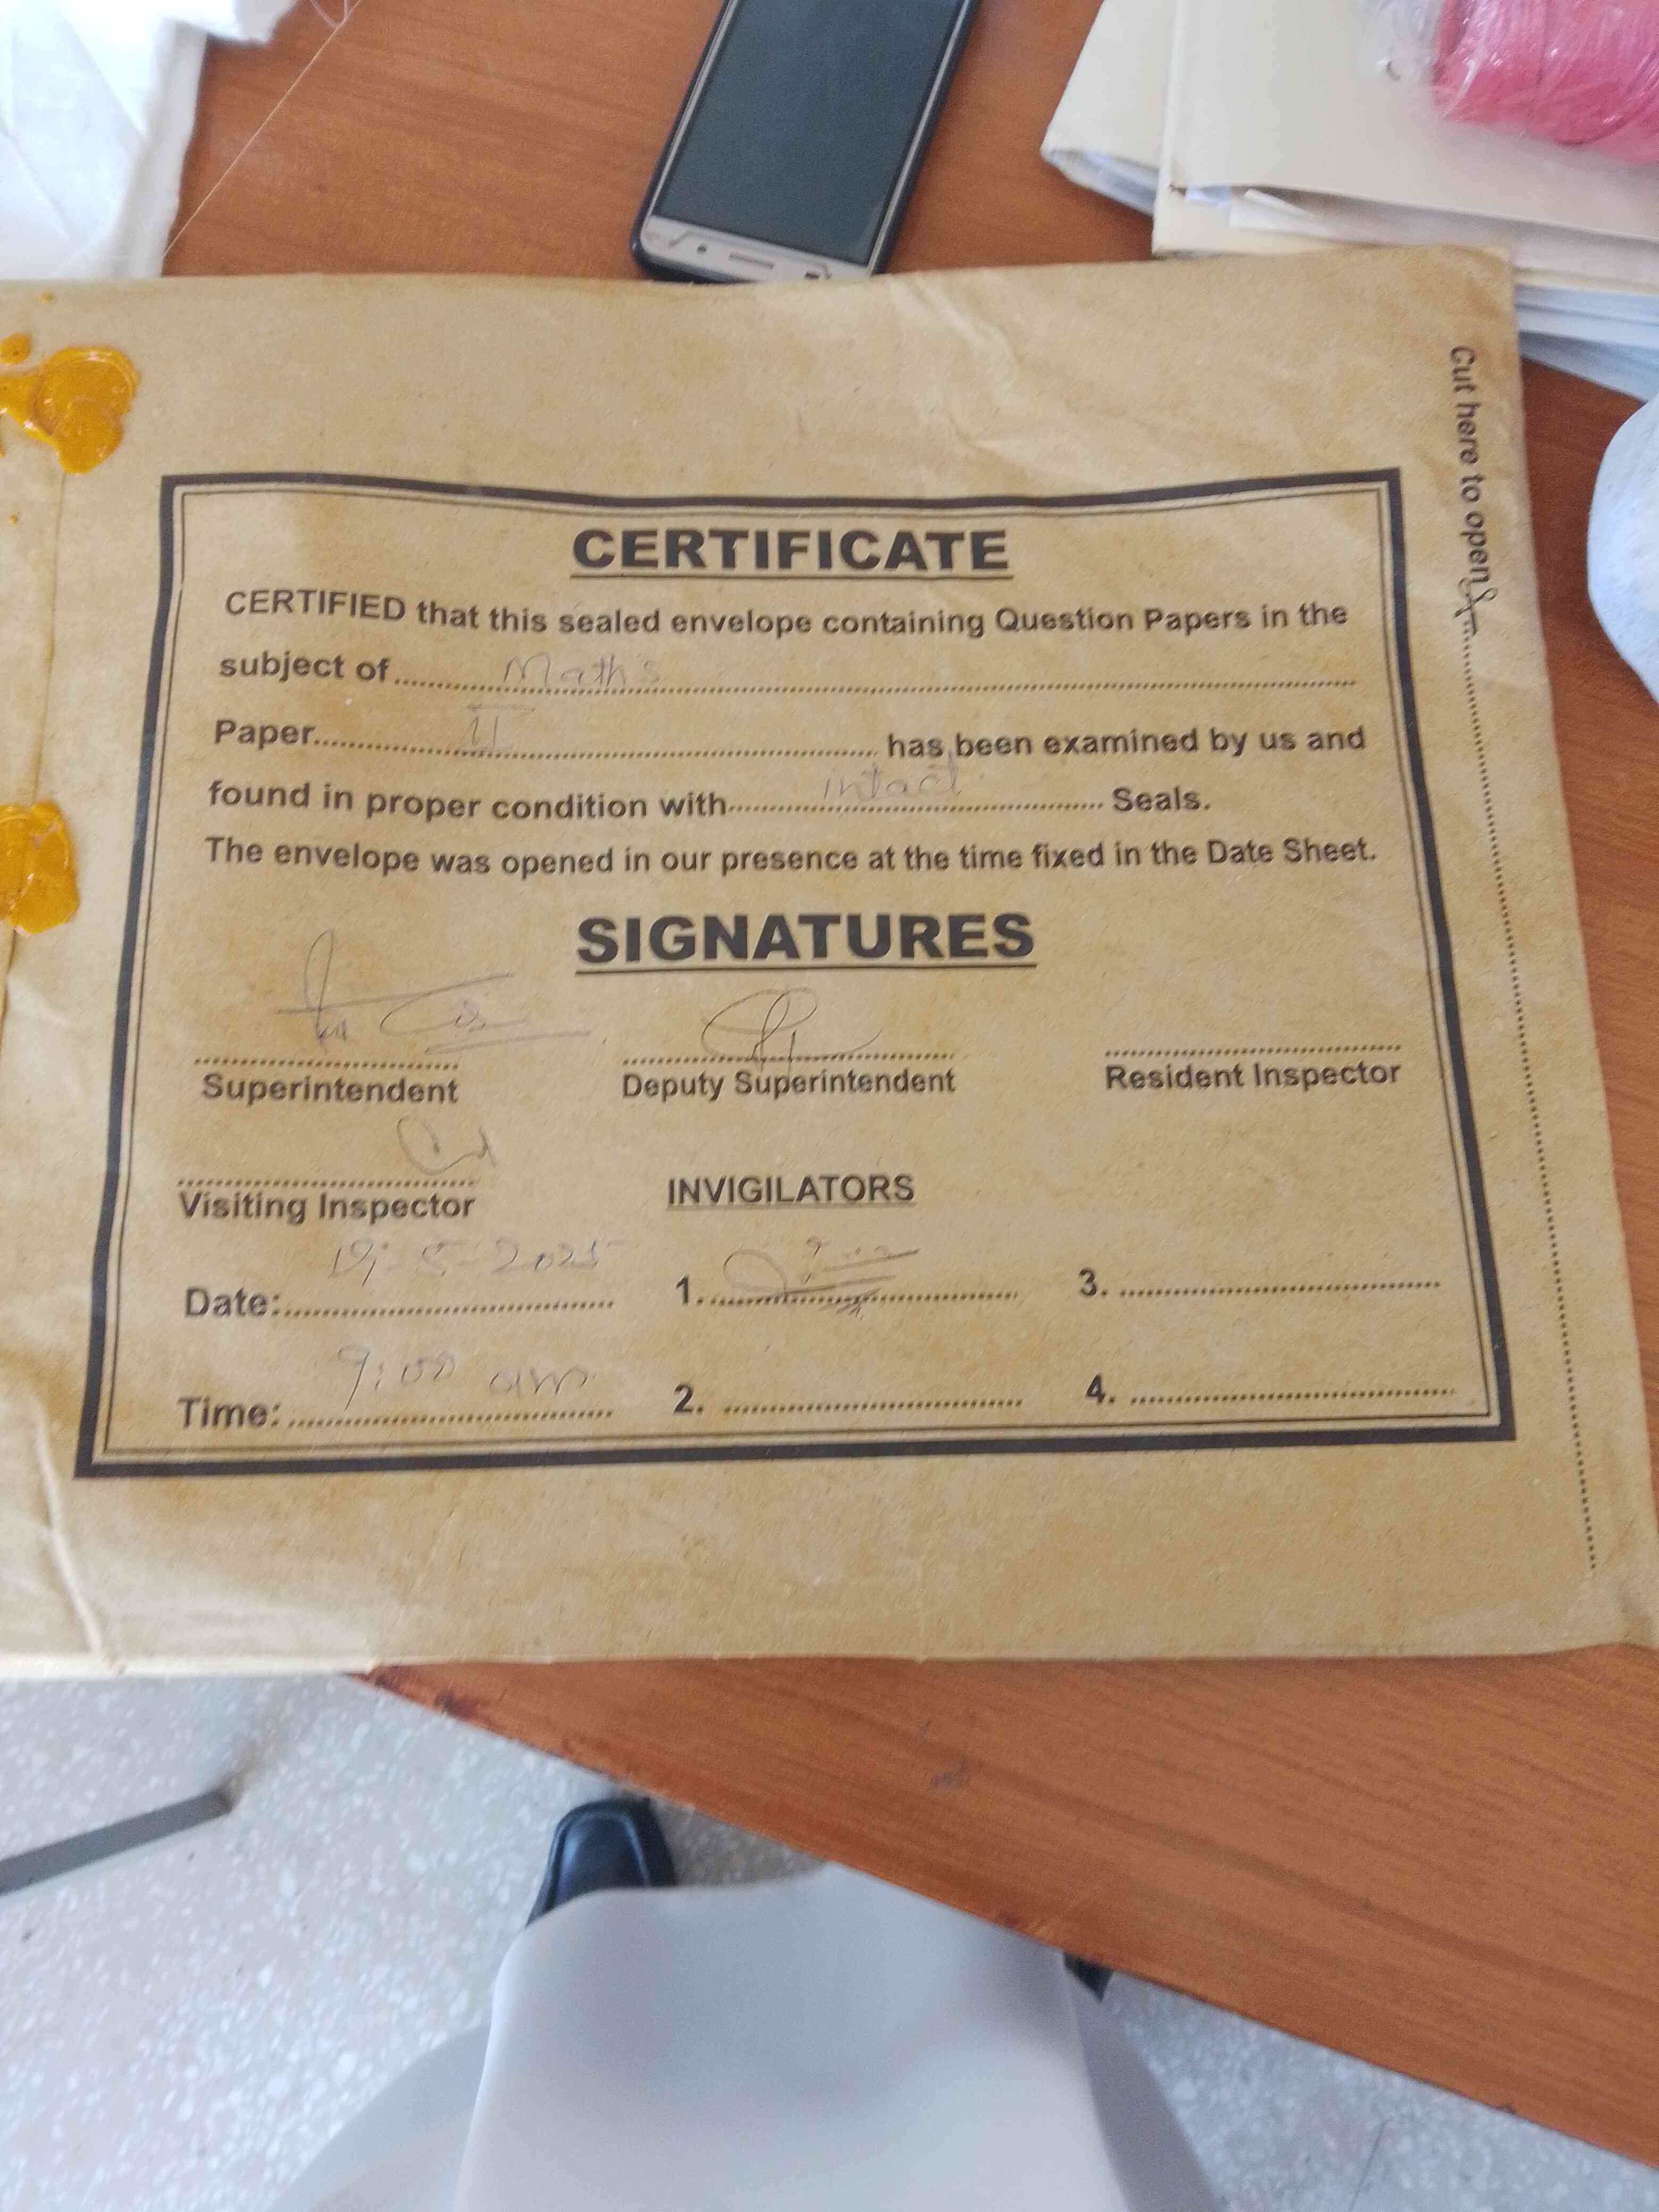 Cut here to open
CERTIFICATE
CERTIFIED that this sealed envelope containing Question Papers in the
subject of Maths
Paper II has been examined by us and
found in proper condition with intact Seals.
The envelope was opened in our presence at the time fixed in the Date Sheet.
SIGNATURES
Superintendent Deputy Superintendent Resident Inspector
Visiting Inspector INVIGILATORS
Date: 19-5-2025 1. 3.
Time: 9:00 am 2. 4.